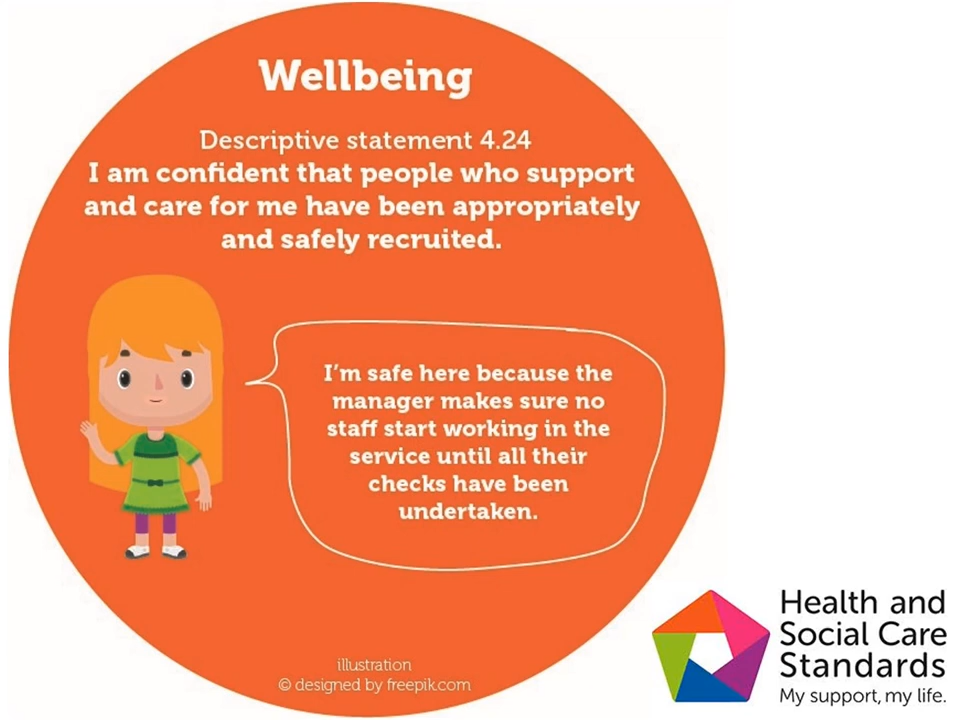 Wellbeing
Descriptive statement 4.24
I am confident that people who support
and care for me have been appropriately
and safely recruited.
I'm safe here because the
manager makes sure no
staff start working in the
service until all their
checks have been
undertaken.
illustration
© designed by freepik.com
Health and
Social Care
Standards
My support, my life.